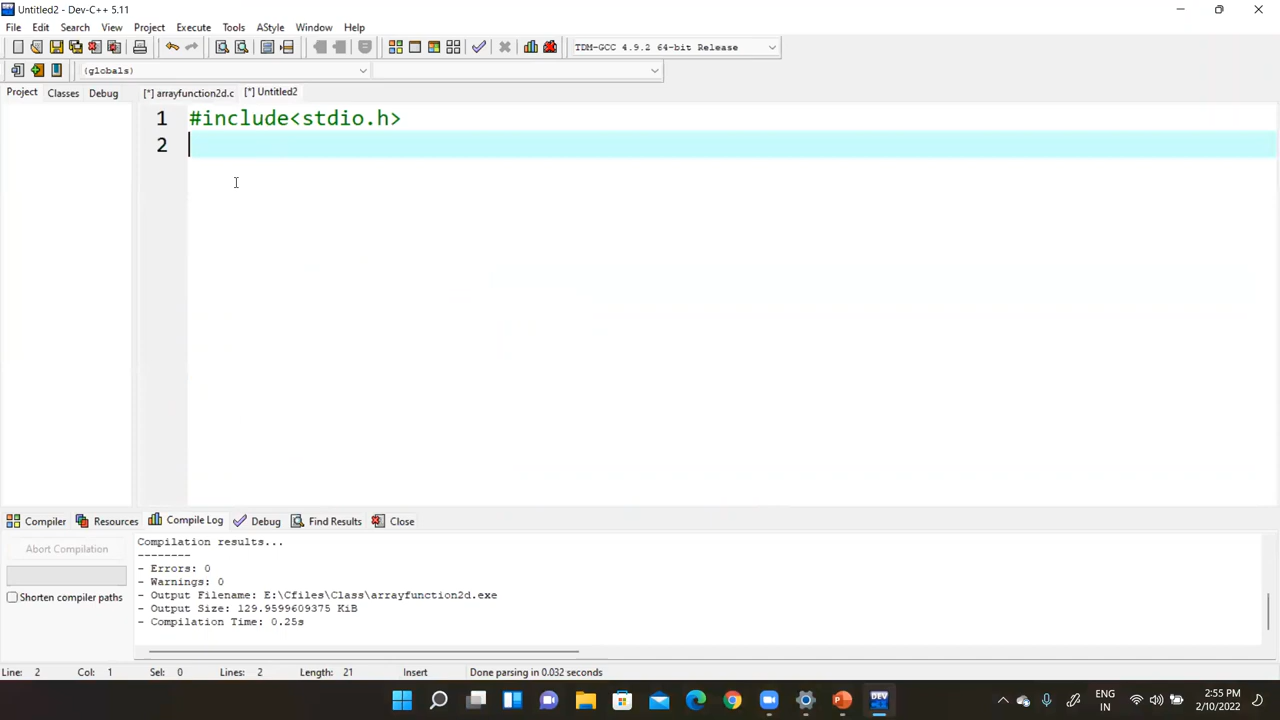 Untitled2 - Dev-C++ 5.11
File Edit Search View Project Execute Tools AStyle Window Help
TDM-GCC 4.9.2 64-bit Release
(globals)
Project Classes Debug [*] arrayfunction2d.c [*] Untitled2
1 #include<stdio.h>
2
Compiler Resources Compile Log Debug Find Results Close
Abort Compilation
Shorten compiler paths
Compilation results...
--------
- Errors: 0
- Warnings: 0
- Output Filename: E:\Cfiles\Class\arrayfunction2d.exe
- Output Size: 129.9599609375 KiB
- Compilation Time: 0.25s
Line: 2 Col: 1 Sel: 0 Lines: 2 Length: 21 Insert Done parsing in 0.032 seconds
DEV
ENG
IN
2:55 PM
2/10/2022